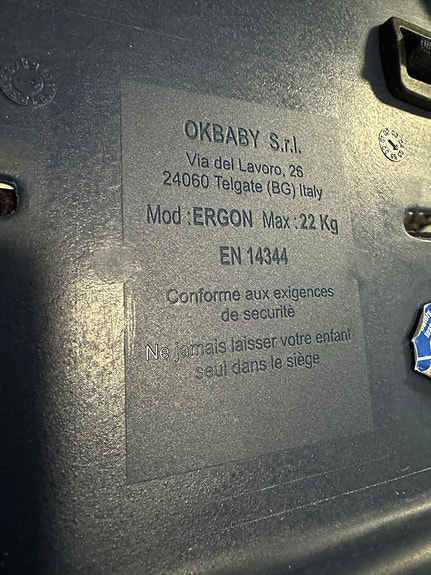 OKBABY S.r.l.
Via del Lavoro, 26
24060 Telgate (BG) Italy
Mod :ERGON Max :22 Kg
EN 14344
Conforme aux exigences
de securitè
Ne jamais laisser votre enfant
seul dans le siège